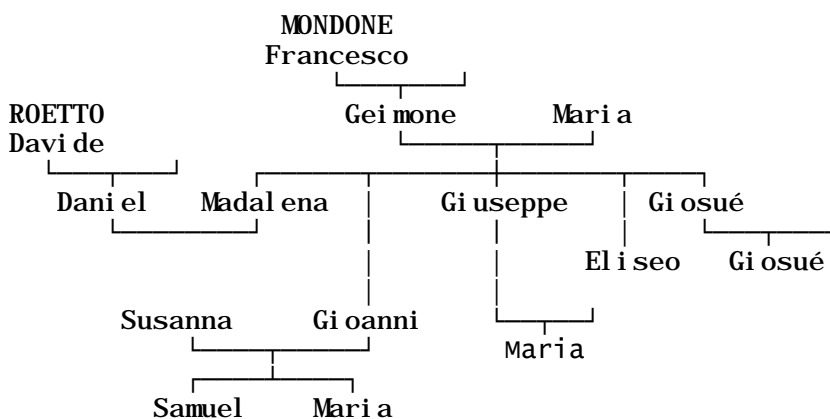 MONDONE
Francesco
ROETTO Geimone Maria
Davide
Daniel Madalena Giuseppe Giosué
Eliseo Giosué
Susanna Gioanni
Maria
Samuel Maria